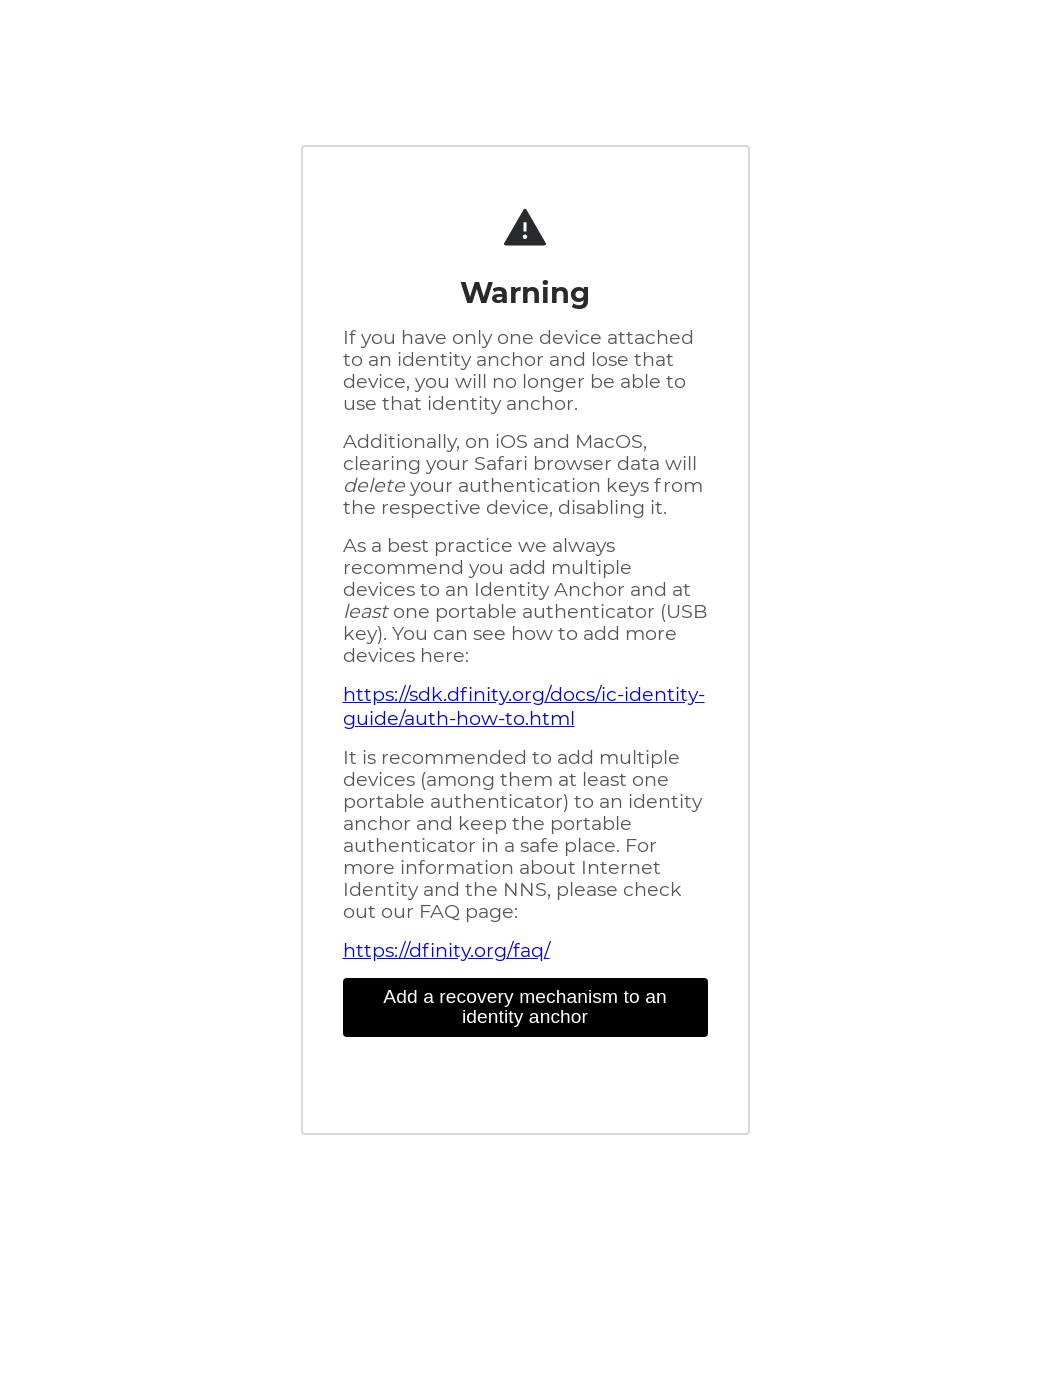 Warning
If you have only one device attached
to an identity anchor and lose that
device, you will no longer be able to
use that identity anchor.
Additionally, on iOS and MacOS,
clearing your Safari browser data will
delete your authentication keys from
the respective device, disabling it.
As a best practice we always
recommend you add multiple
devices to an Identity Anchor and at
least one portable authenticator (USB
key). You can see how to add more
devices here:
https://sdk.dfinity.org/docs/ic-identity-
guide/auth-how-to.html
It is recommended to add multiple
devices (among them at least one
portable authenticator) to an identity
anchor and keep the portable
authenticator in a safe place. For
more information about Internet
Identity and the NNS, please check
out our FAQ page:
https://dfinity.org/faq/
Add a recovery mechanism to an
identity anchor